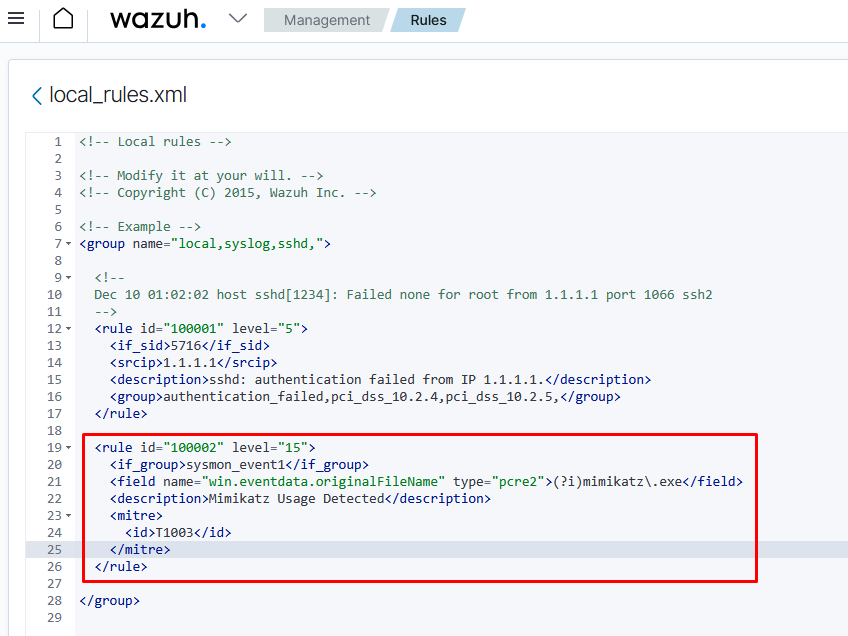 wazuh.
Management
Rules
local_rules.xml
1 <!-- Local rules -->
2
3 <!-- Modify it at your will. -->
4 <!-- Copyright (C) 2015, Wazuh Inc. -->
5
6 <!-- Example -->
7 <group name="local,syslog,sshd,">
8
9   <!--
10   Dec 10 01:02:02 host sshd[1234]: Failed none for root from 1.1.1.1 port 1066 ssh2
11   -->
12   <rule id="100001" level="5">
13     <if_sid>5716</if_sid>
14     <srcip>1.1.1.1</srcip>
15     <description>sshd: authentication failed from IP 1.1.1.1.</description>
16     <group>authentication_failed,pci_dss_10.2.4,pci_dss_10.2.5,</group>
17   </rule>
18
19   <rule id="100002" level="15">
20     <if_group>sysmon_event1</if_group>
21     <field name="win.eventdata.originalFileName" type="pcre2">(?i)mimikatz\.exe</field>
22     <description>Mimikatz Usage Detected</description>
23     <mitre>
24       <id>T1003</id>
25     </mitre>
26   </rule>
27
28 </group>
29